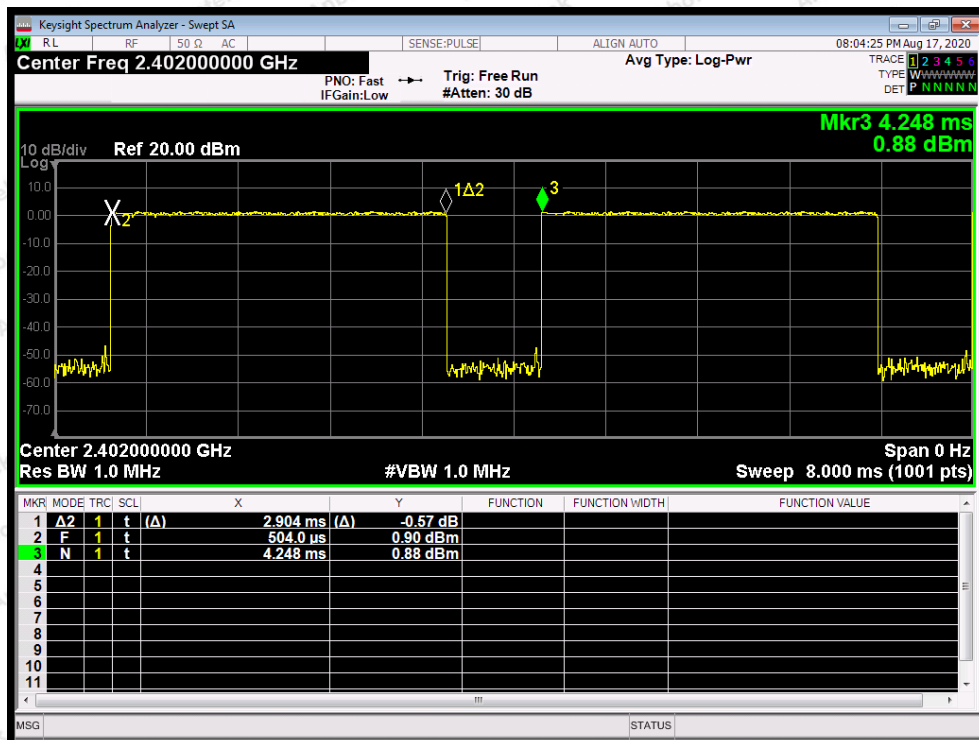 Keysight Spectrum Analyzer - Swept SA
LXI RL RF 50 Ω AC SENSE:PULSE ALIGN AUTO 08:04:25 PM Aug 17, 2020
Center Freq 2.402000000 GHz Avg Type: Log-Pwr TRACE 1 2 3 4 5 6
PNO: Fast Trig: Free Run TYPE WWWWWWW
IFGain:Low #Atten: 30 dB DET P N N N N N
Mkr3 4.248 ms
0.88 dBm
10 dB/div Ref 20.00 dBm
Log
10.0
0.00
-10.0
-20.0
-30.0
-40.0
-50.0
-60.0
-70.0
2
1Δ2
3
Center 2.402000000 GHz Span 0 Hz
Res BW 1.0 MHz #VBW 1.0 MHz Sweep 8.000 ms (1001 pts)
MKR MODE TRC SCL X Y FUNCTION FUNCTION WIDTH FUNCTION VALUE
1 Δ2 1 t (Δ) 2.904 ms (Δ) -0.57 dB
2 F 1 t 504.0 µs 0.90 dBm
3 N 1 t 4.248 ms 0.88 dBm
4
5
6
7
8
9
10
11
MSG STATUS